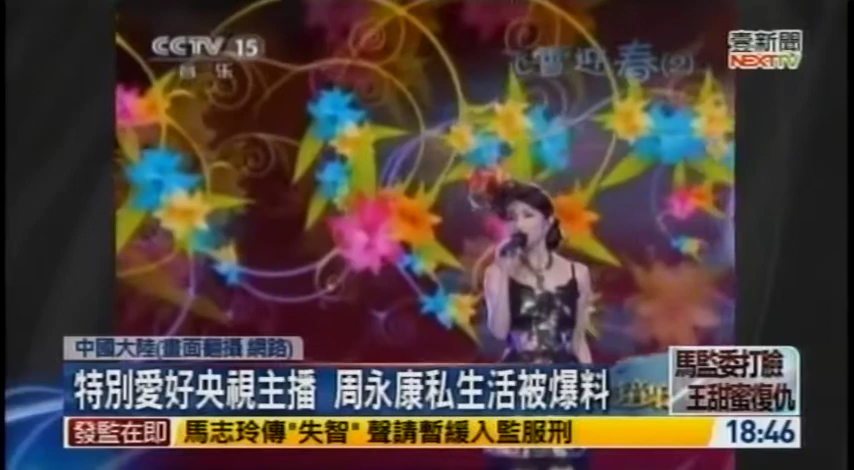 CCTV 15
音乐
迎春(2)
壹新聞
NEXTTV
中國大陸(畫面翻攝 網路)
特別愛好央視主播 周永康私生活被爆料
馬監委打臉
王甜蜜復仇
發監在即
馬志玲傳"失智" 聲請暫緩入監服刑
18:46